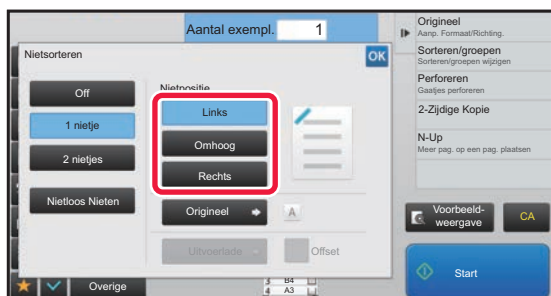 Aantal exempl. 1
Nietsorteren
OK
Off
1 nietje
2 nietjes
Nietloos Nieten
Nietpositie
Links
Omhoog
Rechts
Origineel
A
Uitvoerlade
Offset
Overige
B4
4 A3
Origineel
Aanp. Formaat/Richting.
Sorteren/groepen
Sorteren/groepen wijzigen
Perforeren
Gaatjes perforeren
2-Zijdige Kopie
N-Up
Meer pag. op een pag. plaatsen
Voorbeeld-
weergave
CA
Start